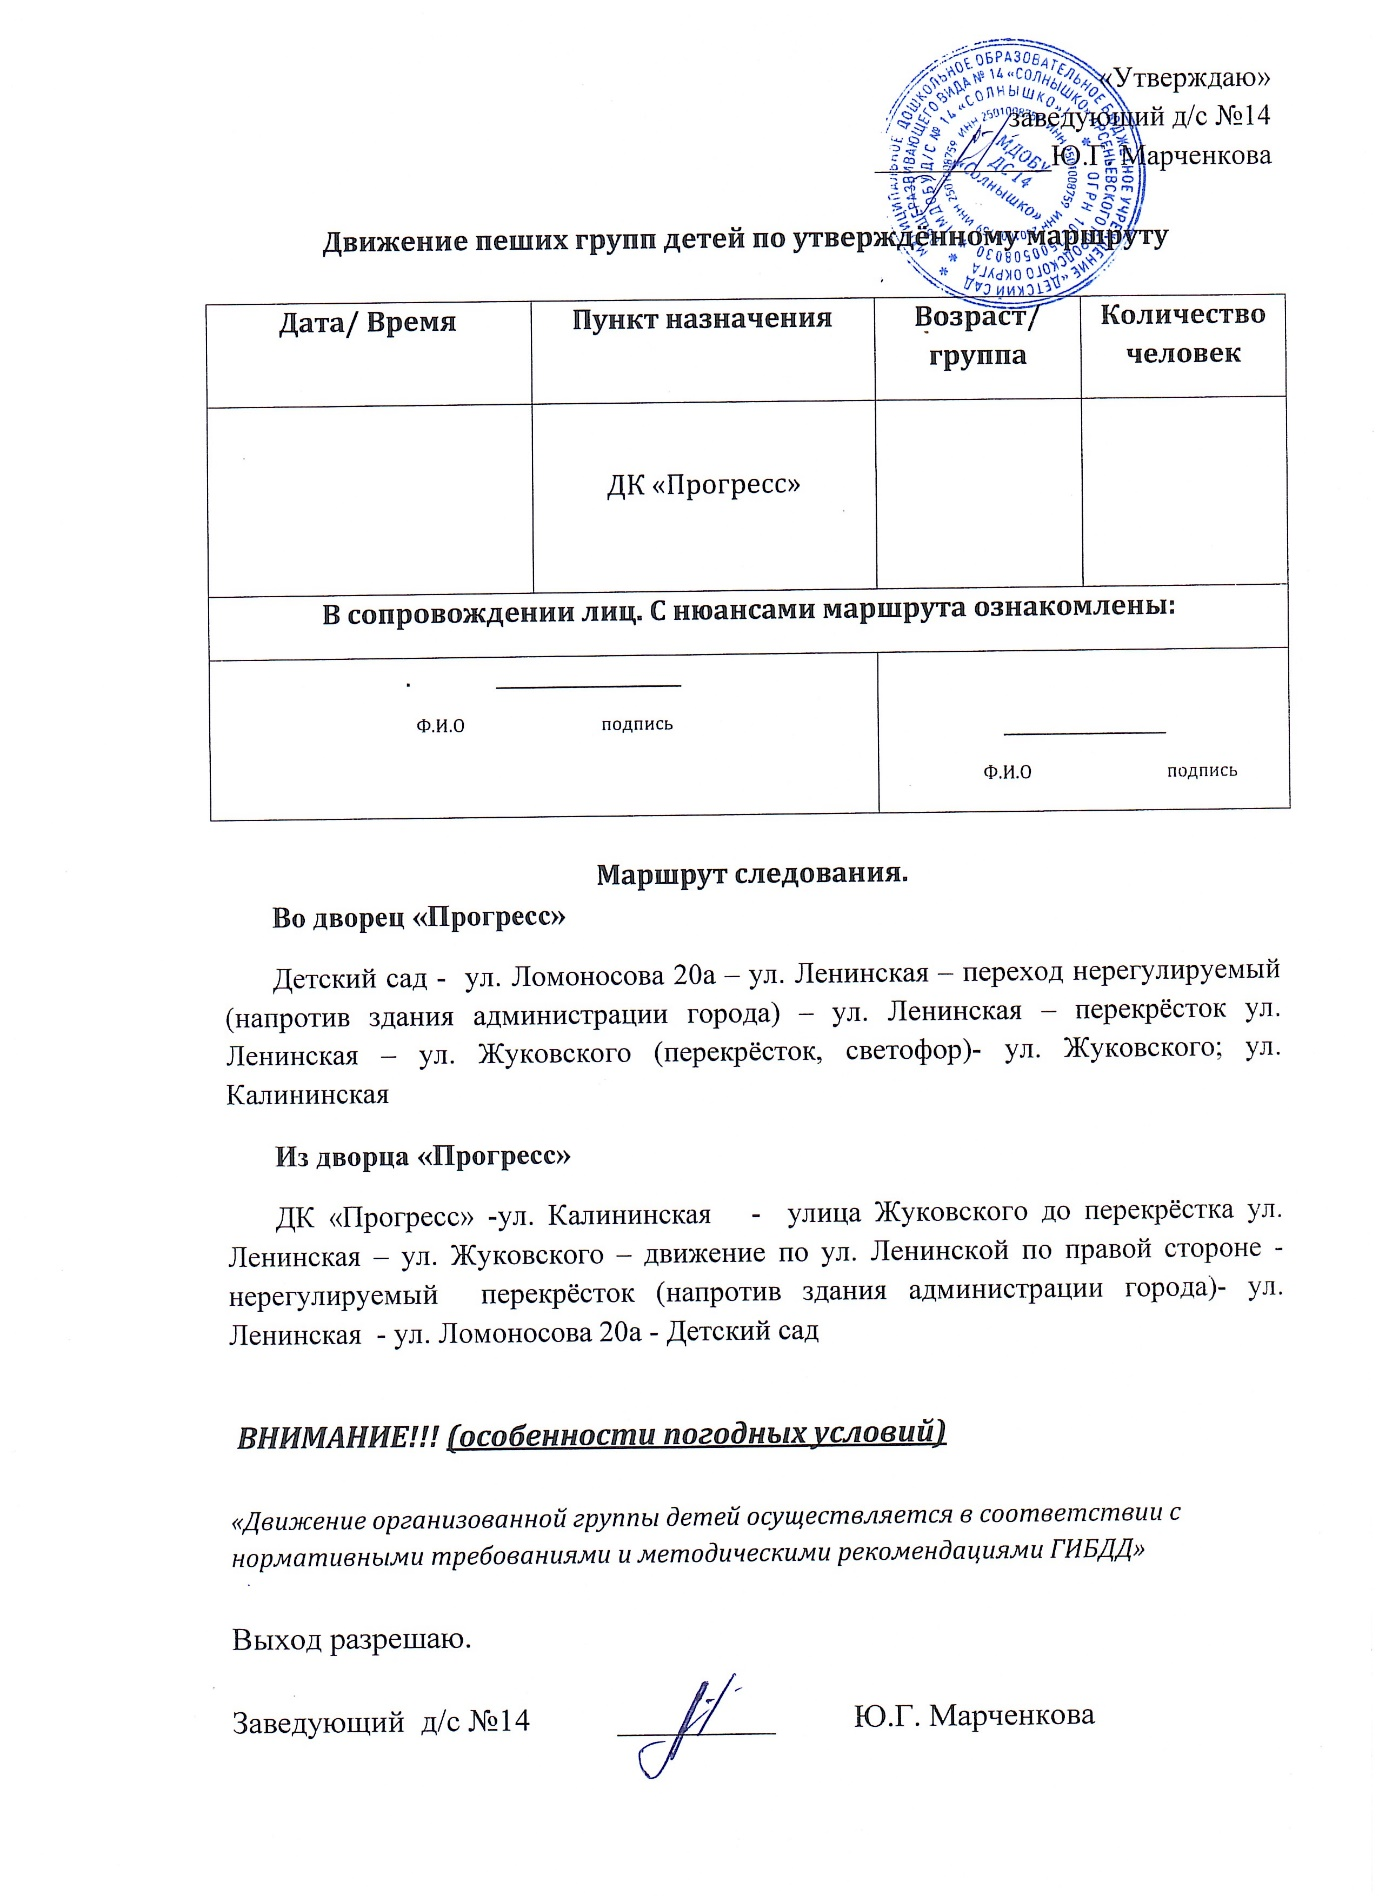 «Утверждаю»
заведующий д/с №14
Ю.Г. Марченкова
МДОБУ
ДС 14
«Солнышко»
Движение пеших групп детей по утверждённому маршруту
Дата/ Время Пункт назначения Возраст/ Количество
группа человек
ДК «Прогресс»
В сопровождении лиц. С нюансами маршрута ознакомлены:
Ф.И.О подпись
Ф.И.О подпись
Маршрут следования.
Во дворец «Прогресс»
Детский сад - ул. Ломоносова 20а – ул. Ленинская – переход нерегулируемый
(напротив здания администрации города) – ул. Ленинская – перекрёсток ул.
Ленинская – ул. Жуковского (перекрёсток, светофор)- ул. Жуковского; ул.
Калининская
Из дворца «Прогресс»
ДК «Прогресс» -ул. Калининская - улица Жуковского до перекрёстка ул.
Ленинская – ул. Жуковского – движение по ул. Ленинской по правой стороне -
нерегулируемый перекрёсток (напротив здания администрации города)- ул.
Ленинская - ул. Ломоносова 20а - Детский сад
ВНИМАНИЕ!!! (особенности погодных условий)
«Движение организованной группы детей осуществляется в соответствии с
нормативными требованиями и методическими рекомендациями ГИБДД»
Выход разрешаю.
Заведующий д/с №14 Ю.Г. Марченкова